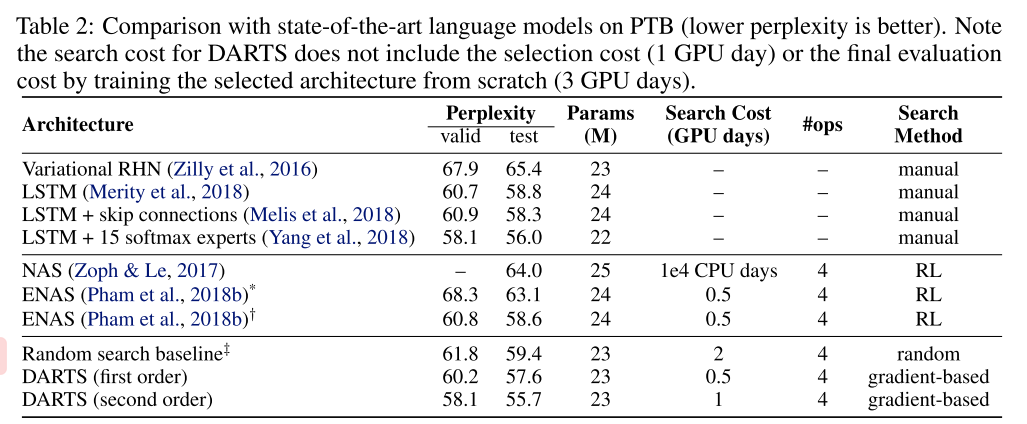 Table 2: Comparison with state-of-the-art language models on PTB (lower perplexity is better). Note
the search cost for DARTS does not include the selection cost (1 GPU day) or the final evaluation
cost by training the selected architecture from scratch (3 GPU days).
Architecture Perplexity Params Search Cost #ops Search
valid test (M) (GPU days) Method
Variational RHN (Zilly et al., 2016) 67.9 65.4 23 – – manual
LSTM (Merity et al., 2018) 60.7 58.8 24 – – manual
LSTM + skip connections (Melis et al., 2018) 60.9 58.3 24 – – manual
LSTM + 15 softmax experts (Yang et al., 2018) 58.1 56.0 22 – – manual
NAS (Zoph & Le, 2017) – 64.0 25 1e4 CPU days 4 RL
ENAS (Pham et al., 2018b)* 68.3 63.1 24 0.5 4 RL
ENAS (Pham et al., 2018b)† 60.8 58.6 24 0.5 4 RL
Random search baseline‡ 61.8 59.4 23 2 4 random
DARTS (first order) 60.2 57.6 23 0.5 4 gradient-based
DARTS (second order) 58.1 55.7 23 1 4 gradient-based